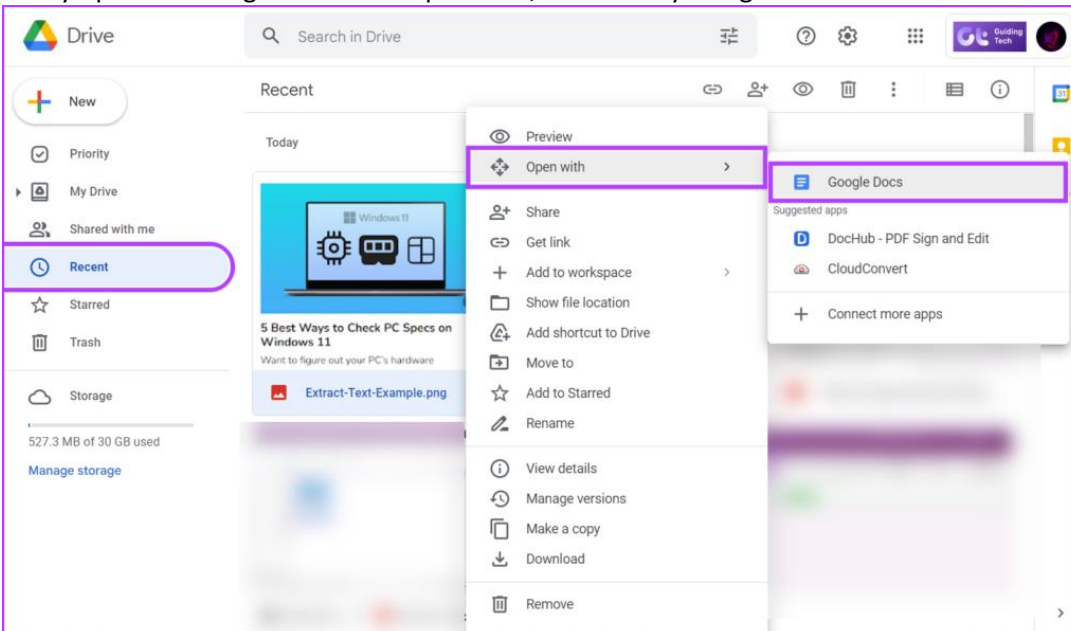 Drive
Search in Drive
Guiding
Tech
New
Priority
My Drive
Shared with me
Recent
Starred
Trash
Storage
527.3 MB of 30 GB used
Manage storage
Recent
31
Today
Windows 11
5 Best Ways to Check PC Specs on
Windows 11
Want to figure out your PC's hardware
Extract-Text-Example.png
Preview
Open with
Share
Get link
Add to workspace
Show file location
Add shortcut to Drive
Move to
Add to Starred
Rename
View details
Manage versions
Make a copy
Download
Remove
Google Docs
Suggested apps
DocHub - PDF Sign and Edit
CloudConvert
Connect more apps